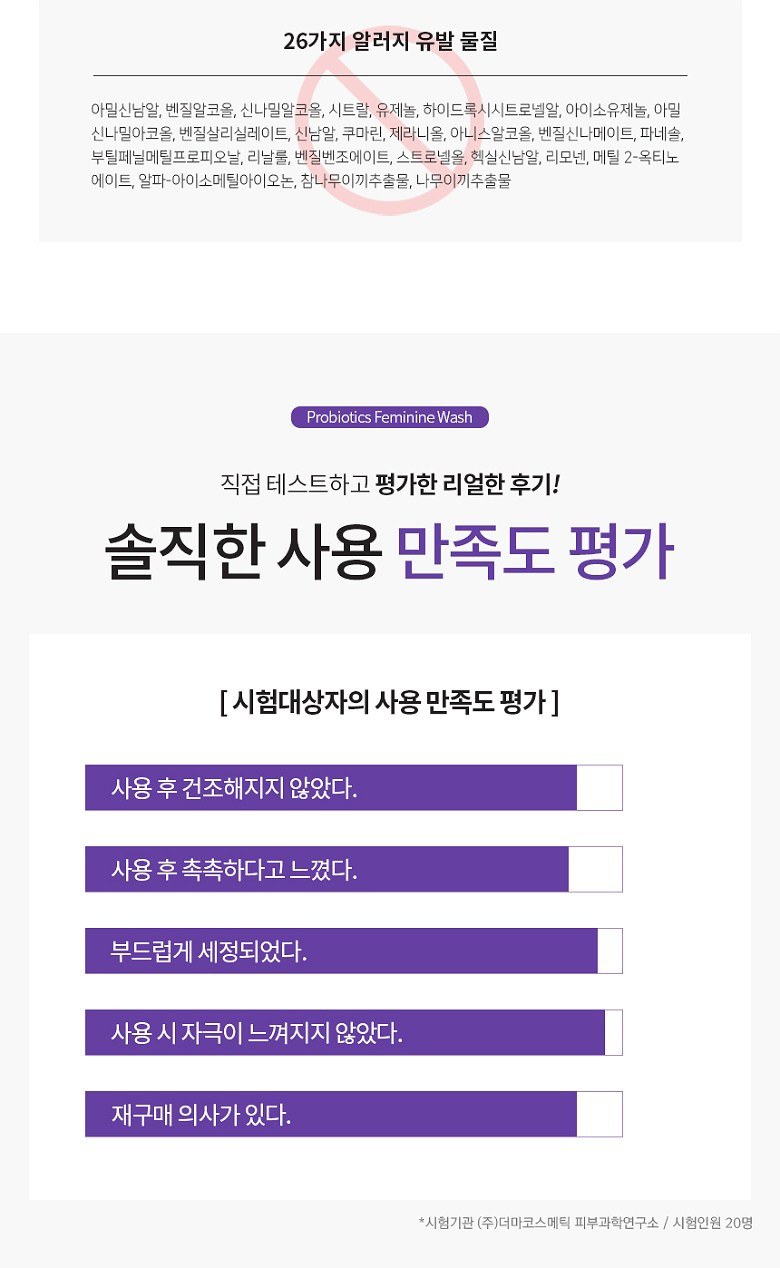 26가지 알러지 유발 물질
아밀신남알, 벤질알코올, 신나밀알코올, 시트랄, 유제놀, 하이드록시시트로넬알, 아이소유제놀, 아밀
신나밀아코올, 벤질살리실레이트, 신남알, 쿠마린, 제라니올, 아니스알코올, 벤질신나메이트, 파네솔,
부틸페닐메틸프로피오날, 리날룰, 벤질벤조에이트, 스트로넬올, 헥실신남알, 리모넨, 메틸 2-옥티노
에이트, 알파-아이소메틸아이오논, 참나무이끼추출물, 나무이끼추출물
Probiotics Feminine Wash
직접 테스트하고 평가한 리얼한 후기!
솔직한 사용 만족도 평가
[ 시험대상자의 사용 만족도 평가 ]
사용 후 건조해지지 않았다.
사용 후 촉촉하다고 느꼈다.
부드럽게 세정되었다.
사용 시 자극이 느껴지지 않았다.
재구매 의사가 있다.
*시험기관 (주)더마코스메틱 피부과학연구소 / 시험인원 20명